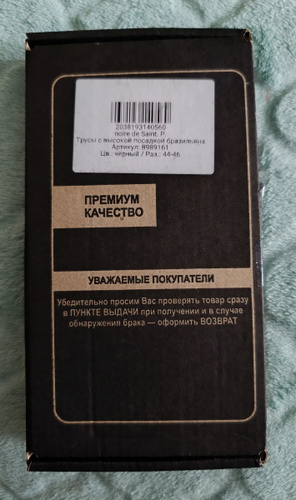 2038193140560
noire de Saint. P.
Трусы с высокой посадкой бразильяна
Артикул: 8989161
Цв.: черный / Раз.: 44-46
ПРЕМИУМ
КАЧЕСТВО
УВАЖАЕМЫЕ ПОКУПАТЕЛИ
Убедительно просим Вас проверять товар сразу
в ПУНКТЕ ВЫДАЧИ при получении и в случае
обнаружения брака — оформить ВОЗВРАТ